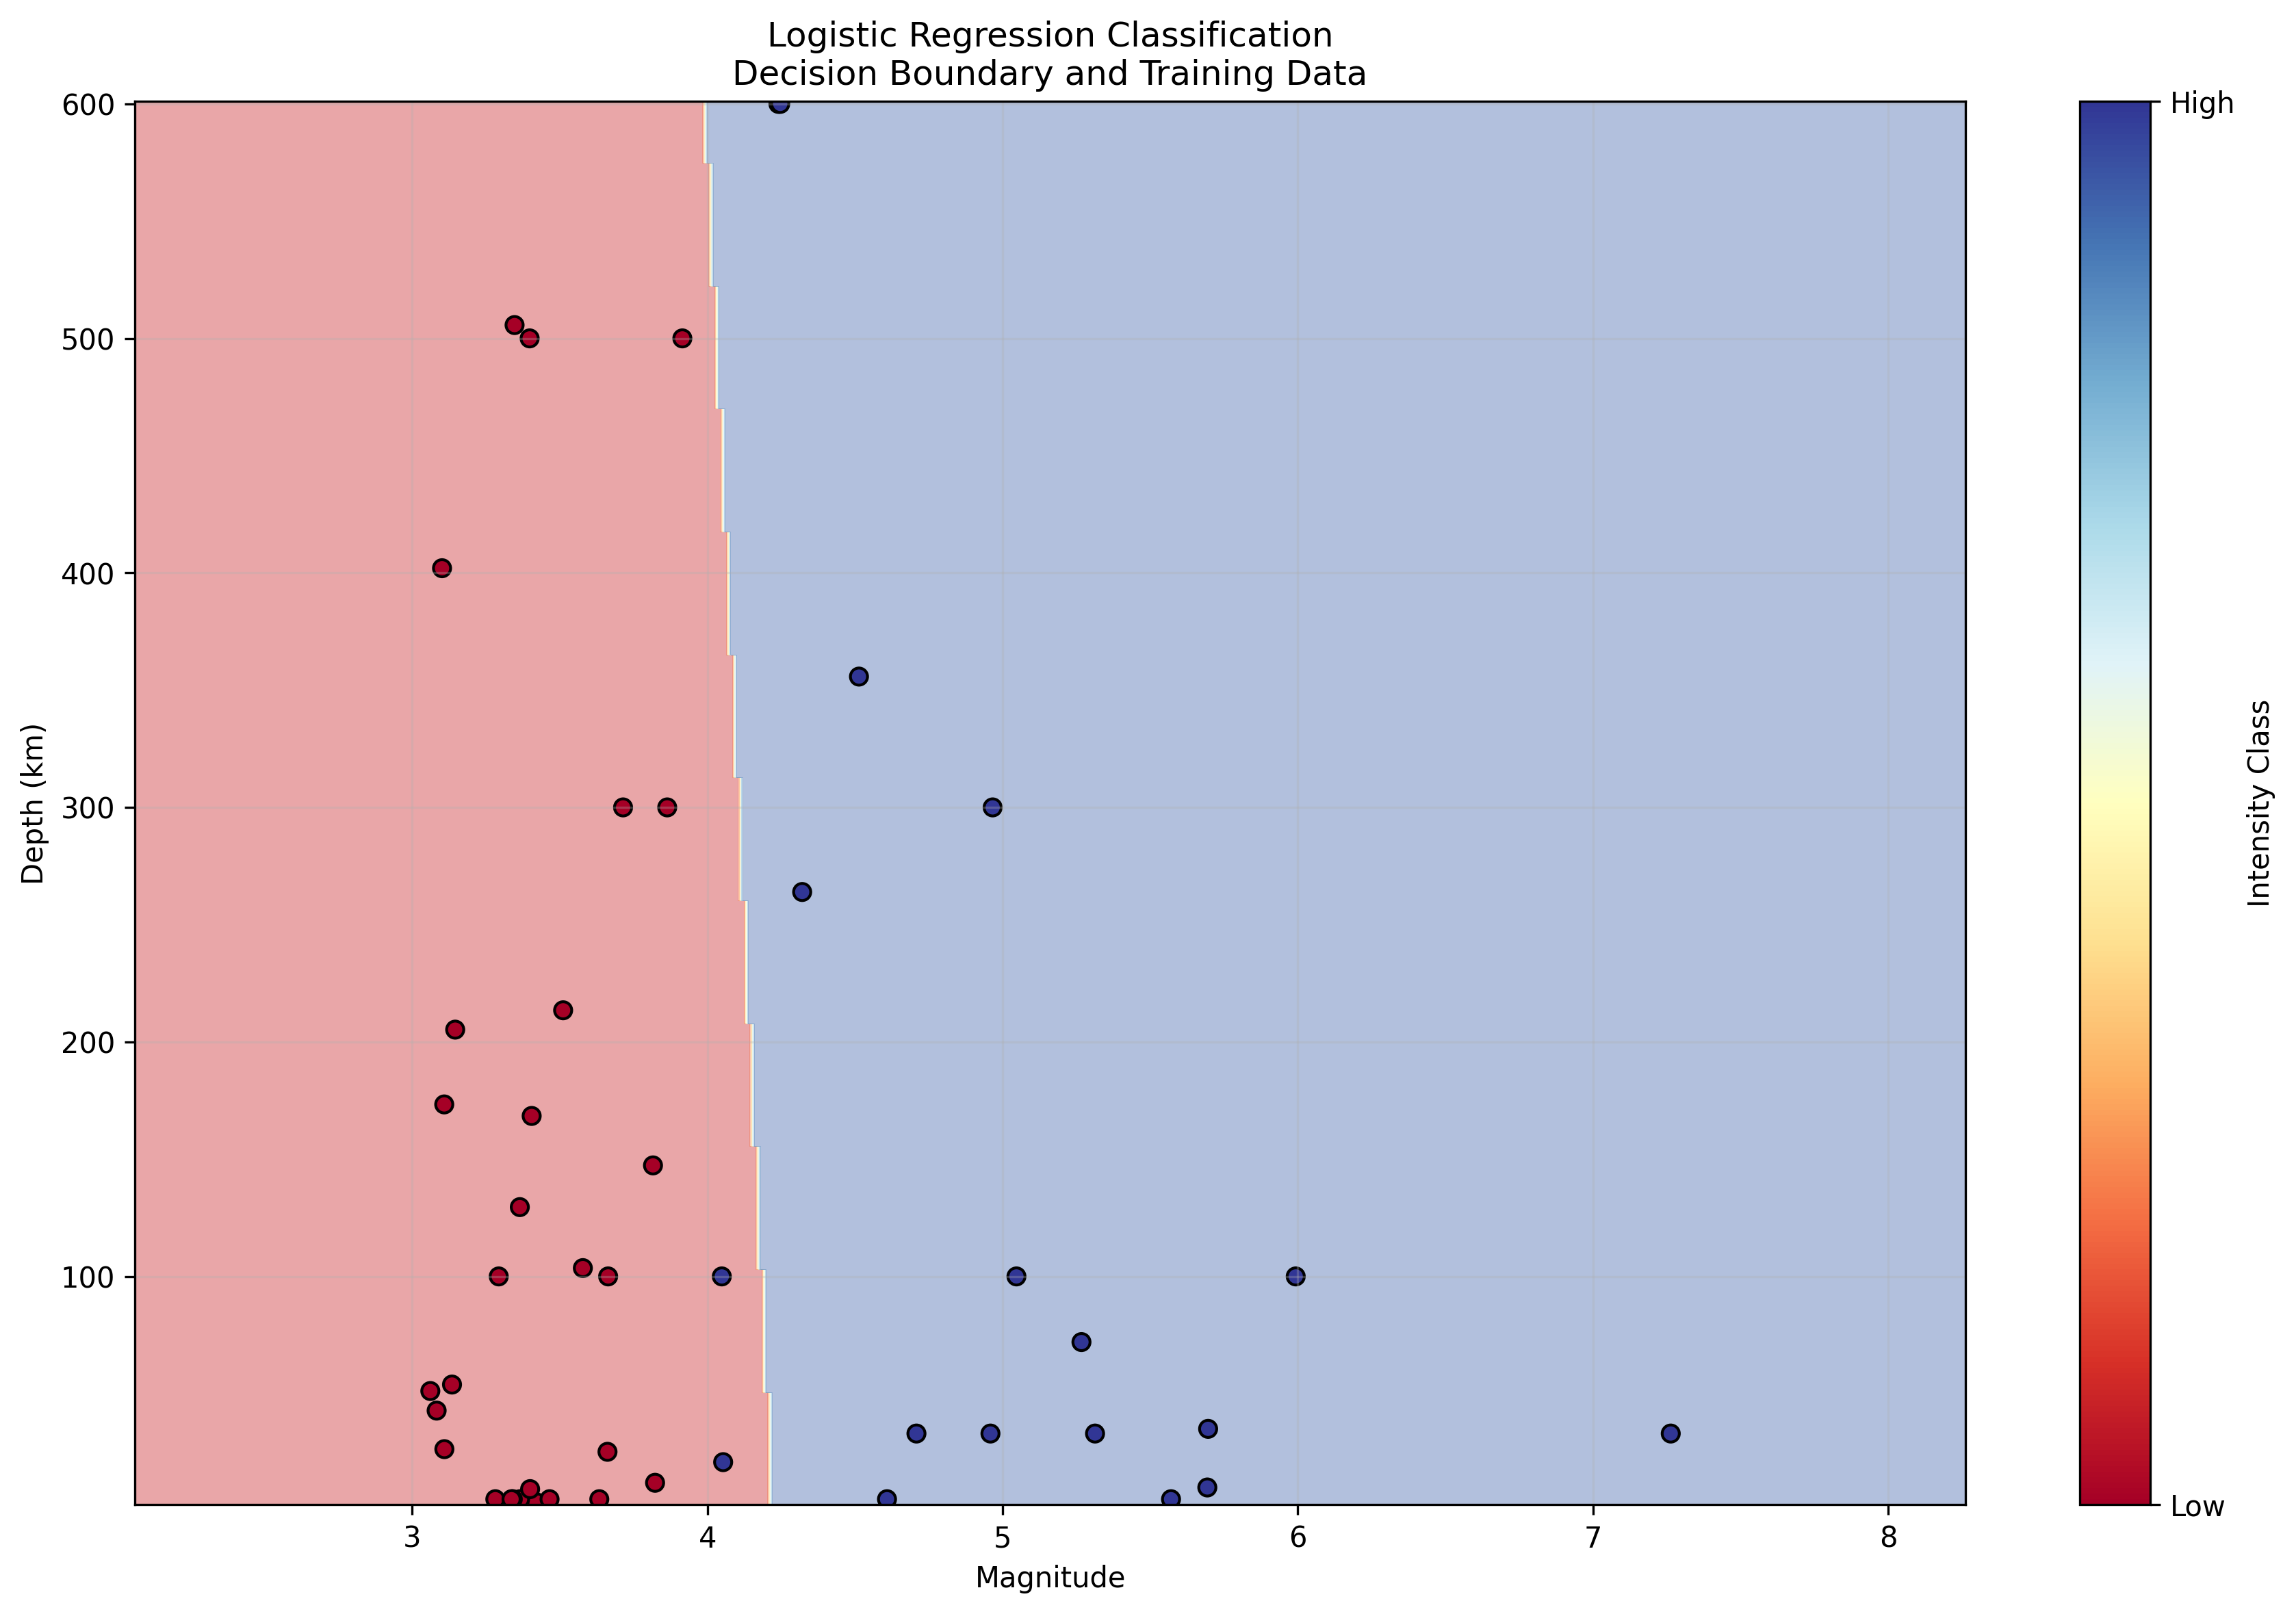 Logistic Regression Classification
Decision Boundary and Training Data
600
500
400
300
200
100
Depth (km)
3
4
5
6
7
8
Magnitude
High
Low
Intensity Class